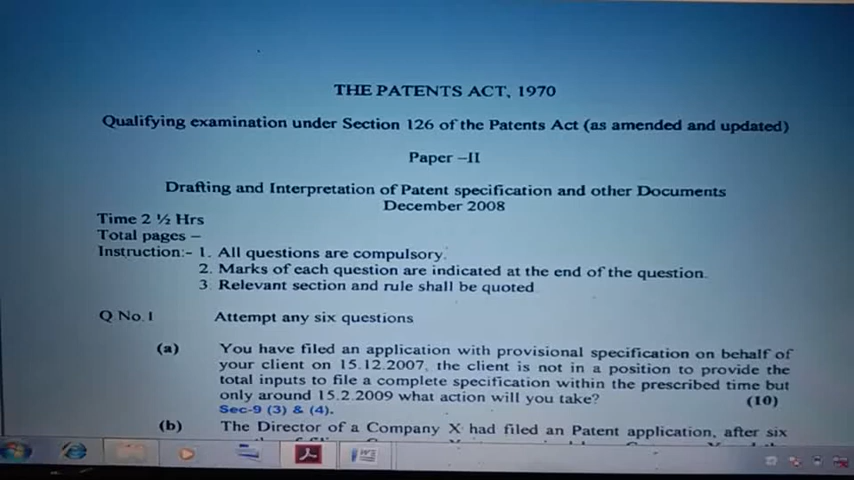 THE PATENTS ACT, 1970
Qualifying examination under Section 126 of the Patents Act (as amended and updated)
Paper –II
Drafting and Interpretation of Patent specification and other Documents
December 2008
Time 2 ½ Hrs
Total pages –
Instruction:- 1. All questions are compulsory.
2. Marks of each question are indicated at the end of the question.
3. Relevant section and rule shall be quoted
Q No.1 Attempt any six questions
(a) You have filed an application with provisional specification on behalf of
your client on 15.12.2007, the client is not in a position to provide the
total inputs to file a complete specification within the prescribed time but
only around 15.2.2009 what action will you take? (10)
Sec-9 (3) & (4).
(b) The Director of a Company X had filed an Patent application, after six